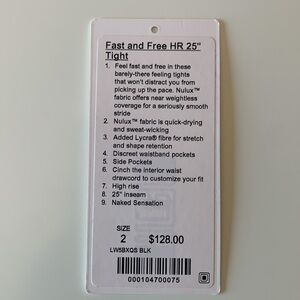 Fast and Free HR 25"
Tight
1. Feel fast and free in these
barely-there feeling tights
that won't distract you from
picking up the pace. Nulux™
fabric offers near weightless
coverage for a seriously smooth
stride
2. Nulux™ fabric is quick-drying
and sweat-wicking
3. Added Lycra® fibre for stretch
and shape retention
4. Discreet waistband pockets
5. Side Pockets
6. Cinch the interior waist
drawcord to customize your fit
7. High rise
8. 25" inseam
9. Naked Sensation
SIZE
2 $128.00
LW5BXQS BLK
000104700075